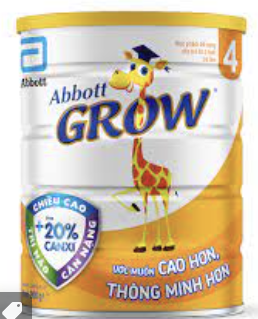 Abbott
4
Abbott
GROW
CHIỀU CAO
+20%
CANXI
TRÍ NÃO
CÂN NẶNG
ƯỚC MUỐN CAO HƠN,
THÔNG MINH HƠN